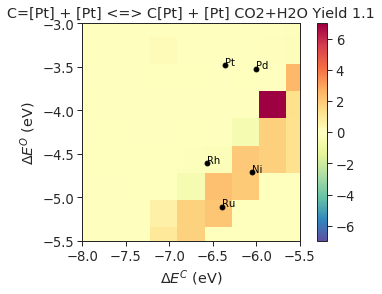 C=[Pt] + [Pt] <=> C[Pt] + [Pt] CO2+H2O Yield 1.1
−3.0
−3.5
−4.0
−4.5
−5.0
−5.5
ΔE^O (eV)
Pt
Pd
Rh
Ni
Ru
−8.0 −7.5 −7.0 −6.5 −6.0 −5.5
ΔE^C (eV)
6
4
2
0
−2
−4
−6